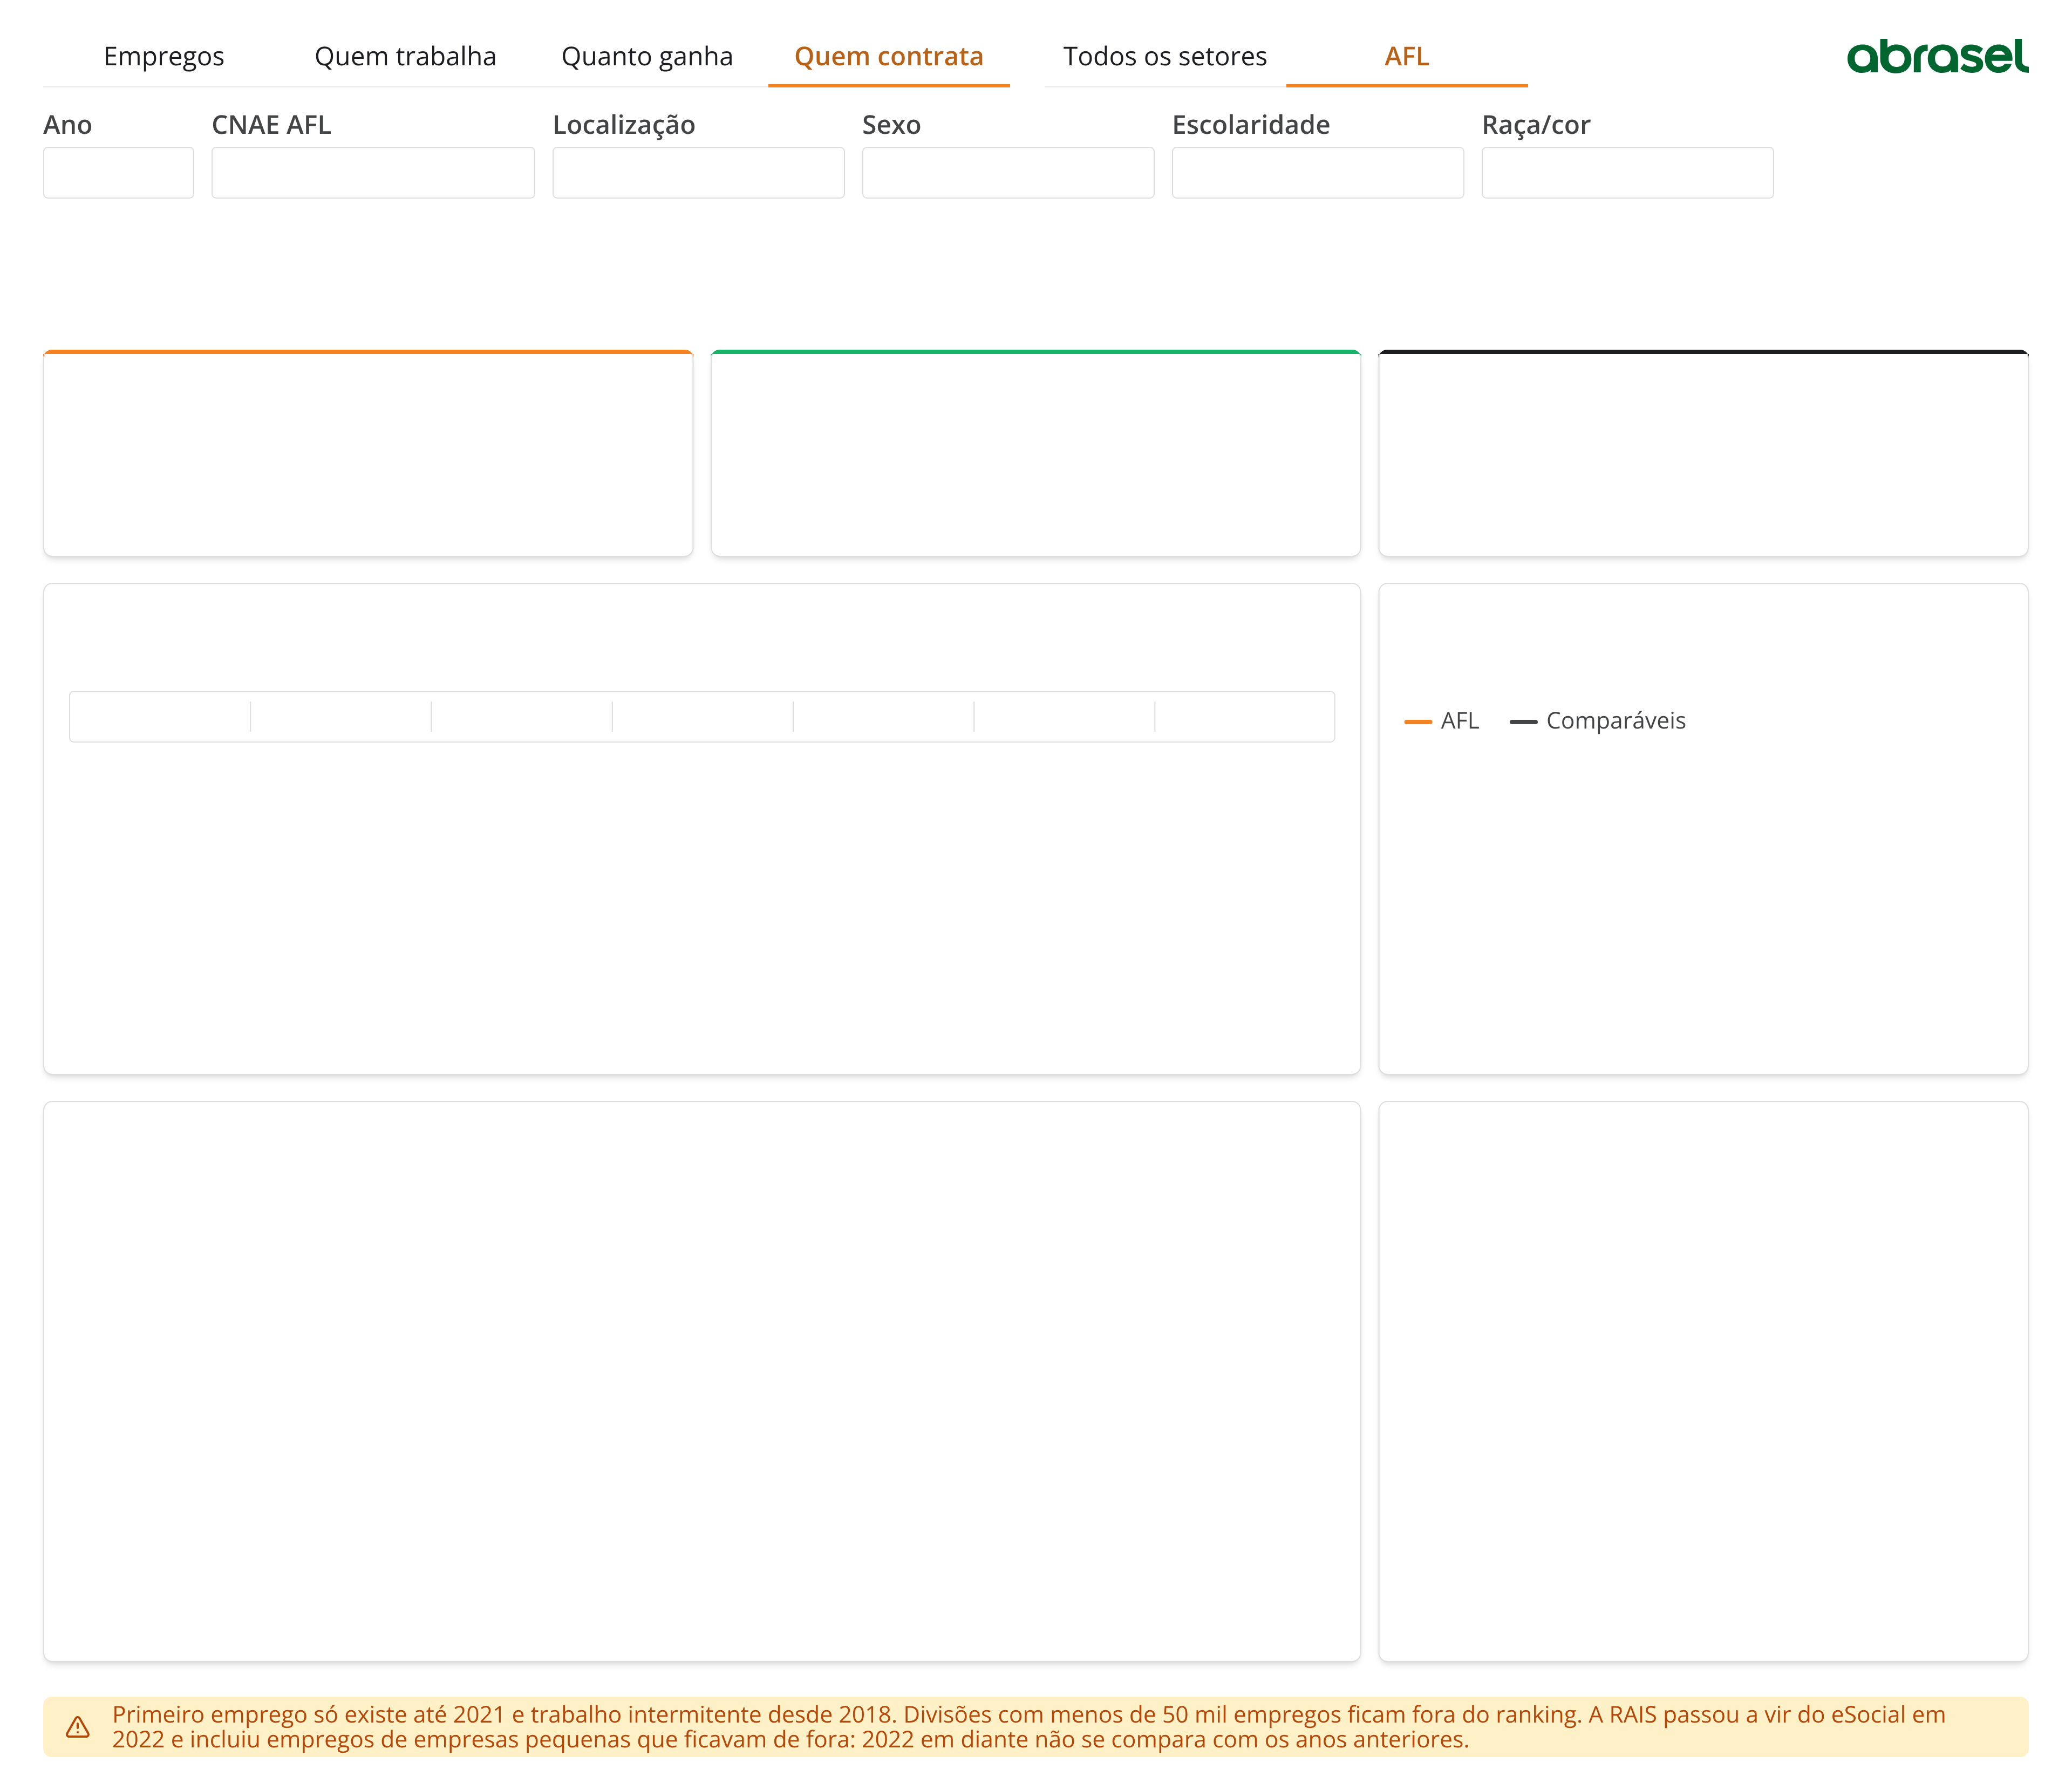 Empregos Quem trabalha Quanto ganha Quem contrata Todos os setores AFL abrasel
Ano CNAE AFL Localização Sexo Escolaridade Raça/cor
AFL Comparáveis
Primeiro emprego só existe até 2021 e trabalho intermitente desde 2018. Divisões com menos de 50 mil empregos ficam fora do ranking. A RAIS passou a vir do eSocial em
2022 e incluiu empregos de empresas pequenas que ficavam de fora: 2022 em diante não se compara com os anos anteriores.